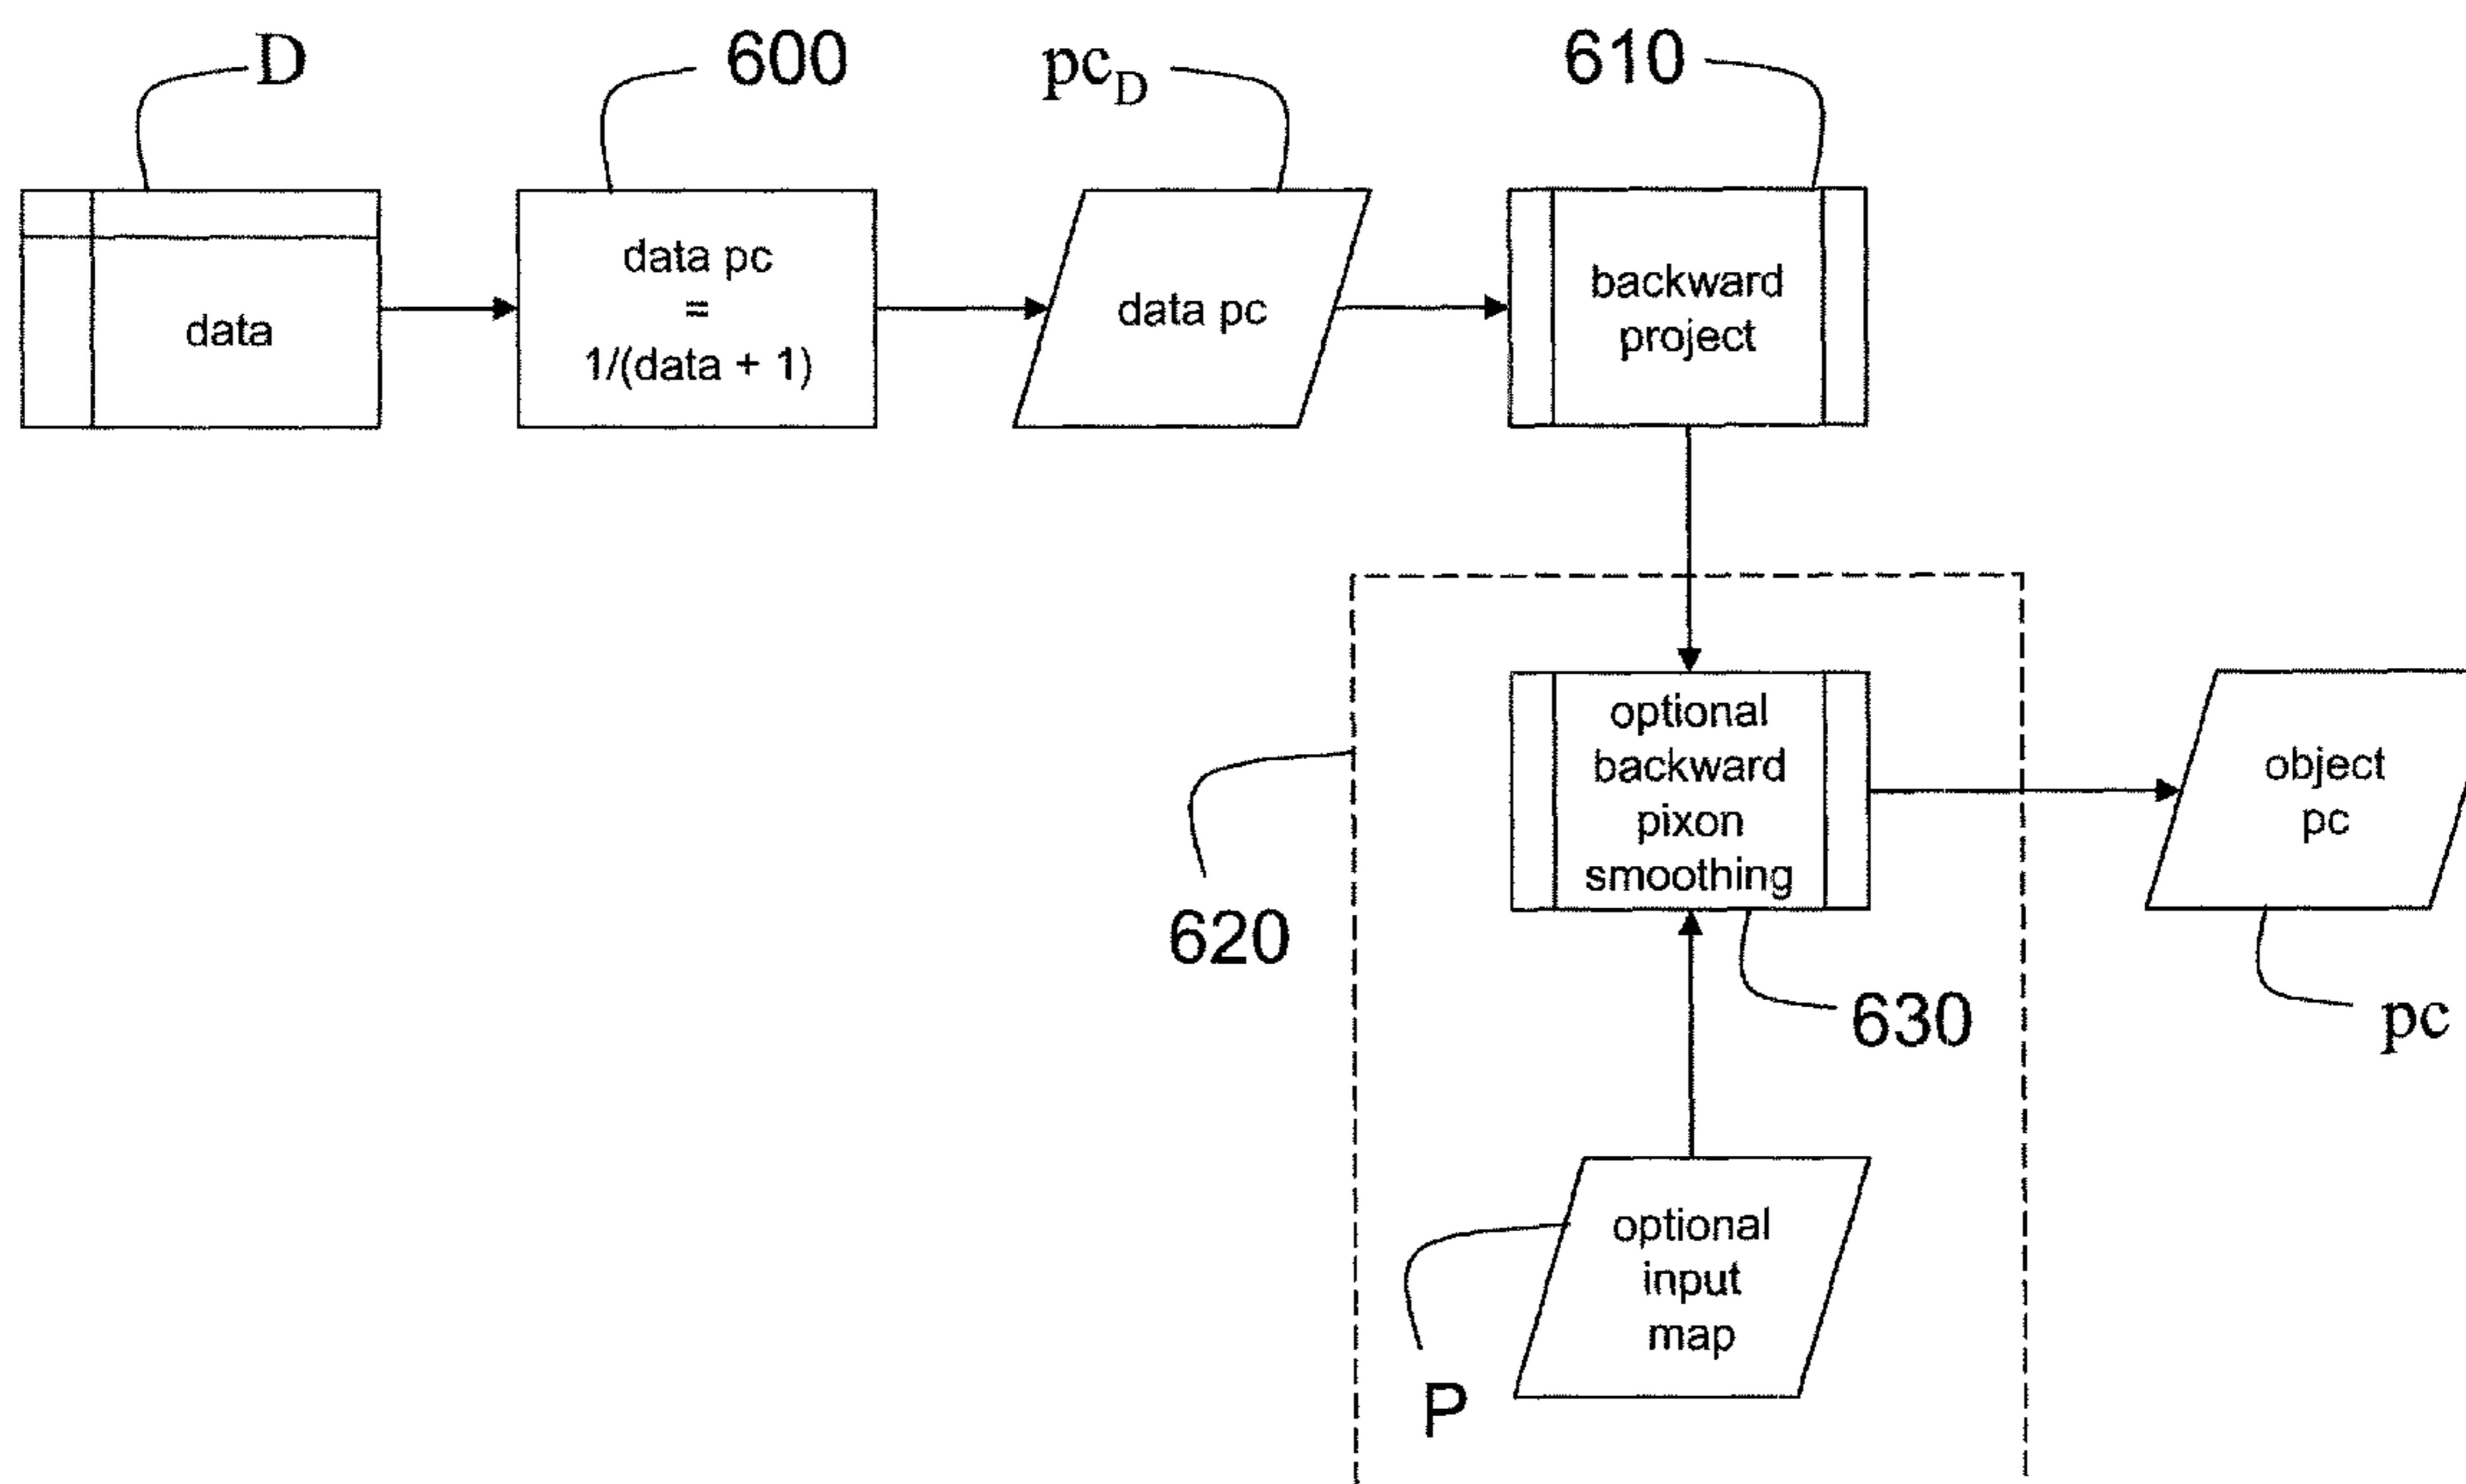 D
600
pcD
610
data
data pc
=
1/(data + 1)
data pc
backward
project
optional
backward
pixon
smoothing
object
pc
620
630
pc
optional
input
map
P